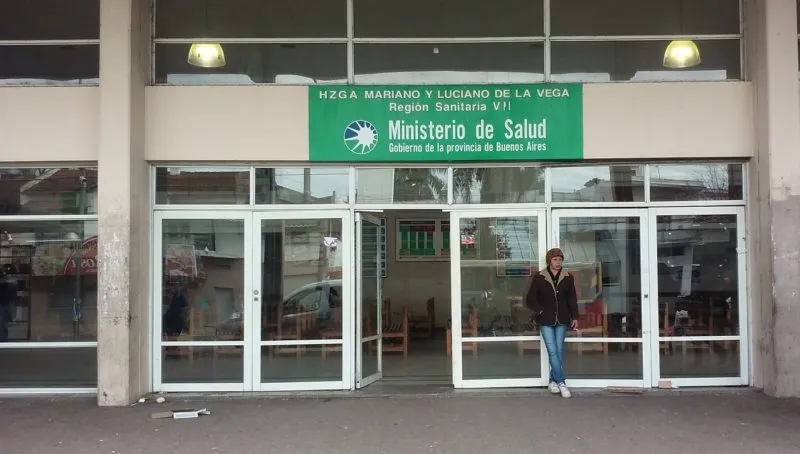 HZGA MARIANO Y LUCIANO DE LA VEGA
Región Sanitaria VII
Ministerio de Salud
Gobierno de la provincia de Buenos Aires